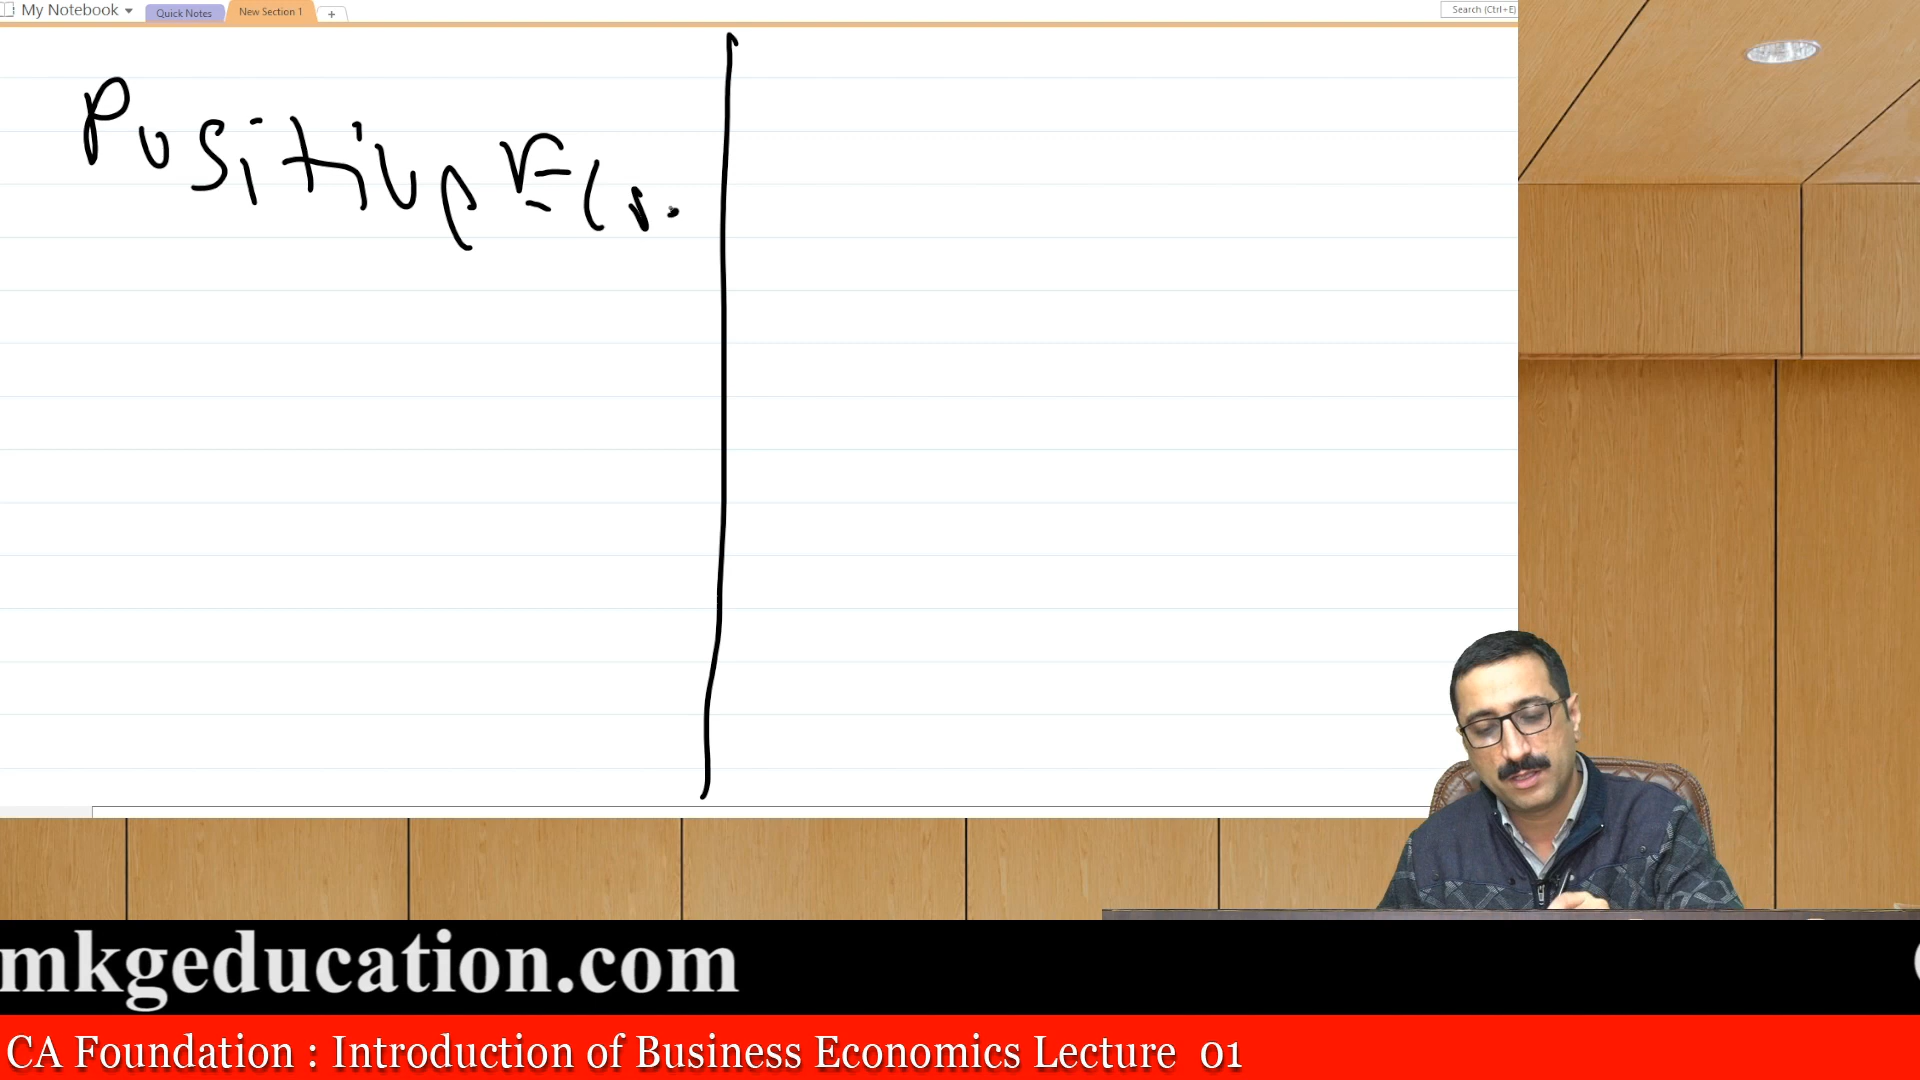 My Notebook
Quick Notes
New Section 1
+
Search (Ctrl+E)
Positive Eco
mkgeducation.com
CA Foundation : Introduction of Business Economics Lecture 01